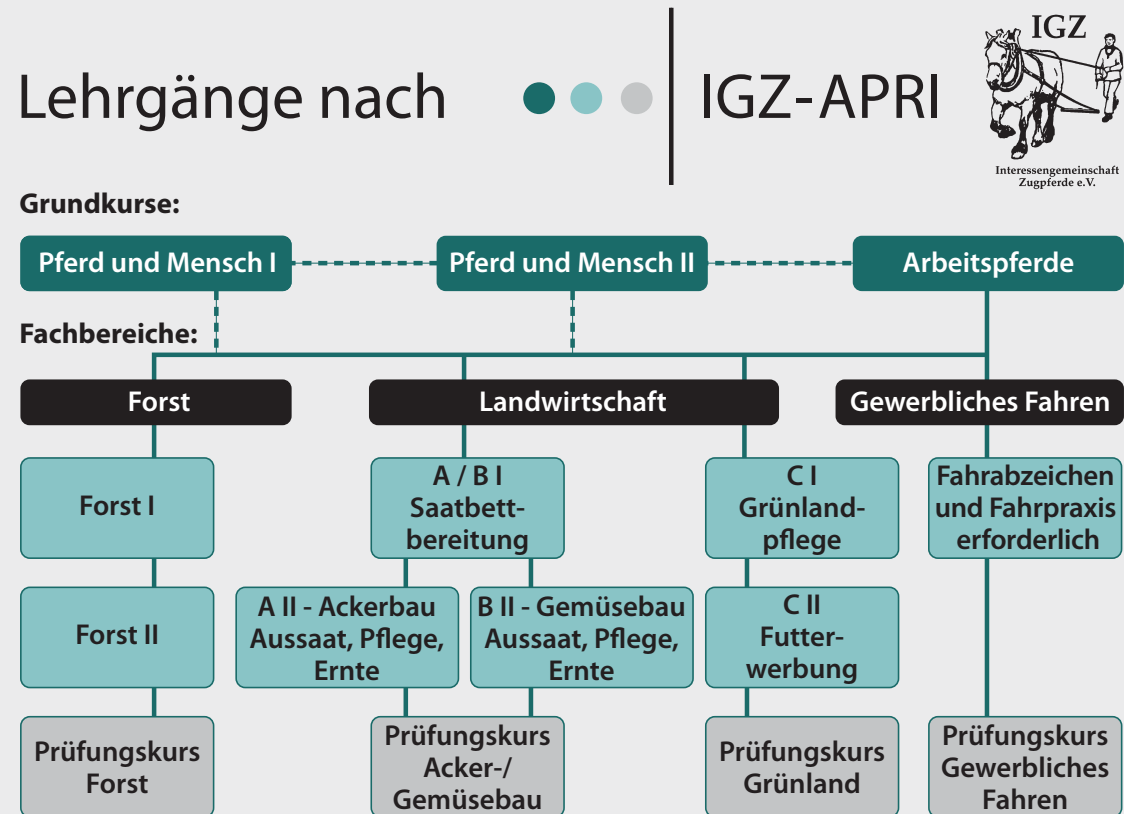 Lehrgänge nach IGZ-APRI
IGZ
Interessengemeinschaft
Zugpferde e.V.
Grundkurse:
Pferd und Mensch I
Pferd und Mensch II
Arbeitspferde
Fachbereiche:
Forst
Landwirtschaft
Gewerbliches Fahren
Forst I
A / B I
Saatbett-
bereitung
C I
Grünland-
pflege
Fahrabzeichen
und Fahrpraxis
erforderlich
Forst II
A II - Ackerbau
Aussaat, Pflege,
Ernte
B II - Gemüsebau
Aussaat, Pflege,
Ernte
C II
Futter-
werbung
Prüfungskurs
Forst
Prüfungskurs
Acker-/
Gemüsebau
Prüfungskurs
Grünland
Prüfungskurs
Gewerbliches
Fahren